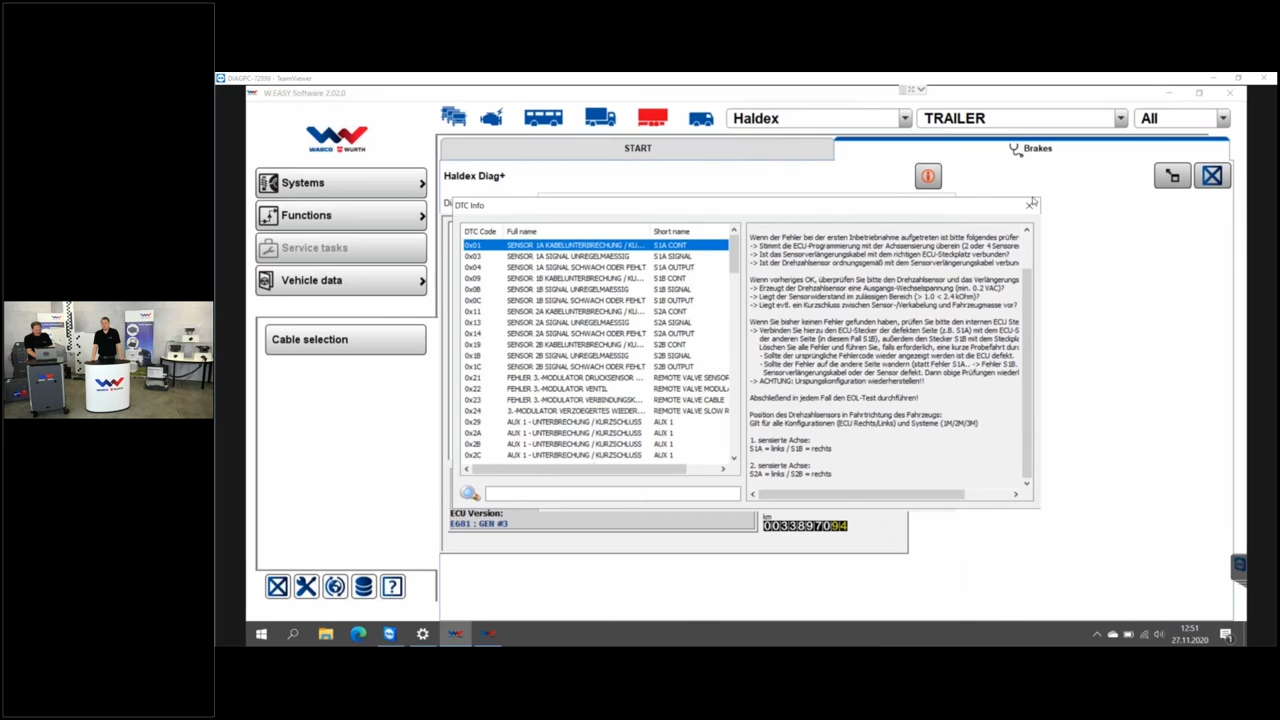 DIAGPC-72899 - TeamViewer
W.EASY Software 2.02.0
Haldex
TRAILER
All
WABCO WÜRTH
START
Brakes
Systems
Functions
Service tasks
Vehicle data
Cable selection
Haldex Diag+
DTC Info
DTC Code Full name Short name
0x01 SENSOR 1A KABELUNTERBRECHUNG / KU... S1A CONT
0x03 SENSOR 1A SIGNAL UNREGELMAESSIG S1A SIGNAL
0x04 SENSOR 1A SIGNAL SCHWACH ODER FEHLT S1A OUTPUT
0x09 SENSOR 1B KABELUNTERBRECHUNG / KU... S1B CONT
0x0B SENSOR 1B SIGNAL UNREGELMAESSIG S1B SIGNAL
0x0C SENSOR 1B SIGNAL SCHWACH ODER FEHLT S1B OUTPUT
0x11 SENSOR 2A KABELUNTERBRECHUNG / KU... S2A CONT
0x13 SENSOR 2A SIGNAL UNREGELMAESSIG S2A SIGNAL
0x14 SENSOR 2A SIGNAL SCHWACH ODER FEHLT S2A OUTPUT
0x19 SENSOR 2B KABELUNTERBRECHUNG / KU... S2B CONT
0x1B SENSOR 2B SIGNAL UNREGELMAESSIG S2B SIGNAL
0x1C SENSOR 2B SIGNAL SCHWACH ODER FEHLT S2B OUTPUT
0x21 FEHLER 3.-MODULATOR DRUCKSENSOR ... REMOTE VALVE SENSOR
0x22 FEHLER 3.-MODULATOR VENTIL REMOTE VALVE MODUL
0x23 FEHLER 3.-MODULATOR VERBINDUNGSK... REMOTE VALVE CABLE
0x24 3.-MODULATOR VERZOEGERTES WIEDER... REMOTE VALVE SLOW R
0x29 AUX 1 - UNTERBRECHUNG / KURZSCHLUSS AUX 1
0x2A AUX 1 - UNTERBRECHUNG / KURZSCHLUSS AUX 1
0x2B AUX 1 - UNTERBRECHUNG / KURZSCHLUSS AUX 1
0x2C AUX 1 - UNTERBRECHUNG / KURZSCHLUSS AUX 1
Wenn der Fehler bei der ersten Inbetriebnahme aufgetreten ist bitte folgendes prüfen
-> Stimmt die ECU-Programmierung mit der Achssensierung überein (2 oder 4 Sensoren
-> Ist das Sensorverlängerungskabel mit dem richtigen ECU-Steckplatz verbunden?
-> Ist der Drehzahlsensor ordnungsgemäß mit dem Sensorverlängerungskabel verbun
Wenn vorheriges OK, überprüfen Sie bitte den Drehzahlsensor und das Verlängerungs
-> Erzeugt der Drehzahlsensor eine Ausgangs-Wechselspannung (min. 0.2 VAC)?
-> Liegt der Sensorwiderstand im zulässigen Bereich (> 1.0 < 2.4 kOhm)?
-> Liegt evtl. ein Kurzschluss zwischen Sensor-/Verkabelung und Fahrzeugmasse vor?
Wenn Sie bisher keinen Fehler gefunden haben, prüfen Sie bitte den internen ECU Ste
-> Verbinden Sie hierzu den ECU-Stecker der defekten Seite (z.B. S1A) mit dem ECU-S
der anderen Seite (in diesem Fall S1B), außerdem den Stecker S1B mit dem Steckpl
Löschen Sie alle Fehler und führen Sie, falls erforderlich, eine kurze Probefahrt durc
- Sollte der ursprüngliche Fehlercode wieder angezeigt werden ist die ECU defekt.
- Sollte der Fehler auf die andere Seite wandern (statt Fehler S1A.. -> Fehler S1B.
Sensorverlängerungskabel oder der Sensor defekt. Dann obige Prüfungen wieder
-> ACHTUNG: Urspungskonfiguration wiederherstellen!!
Abschließend in jedem Fall den EOL-Test durchführen!
Position des Drehzahlsensors in Fahrtrichtung des Fahrzeugs:
Gilt für alle Konfigurationen (ECU Rechts/Links) und Systeme (1M/2M/3M)
1. sensierte Achse:
S1A = links / S1B = rechts
2. sensierte Achse:
S2A = links / S2B = rechts
ECU Version:
E681 : GEN #3
km
0033897094
12:51
27.11.2020